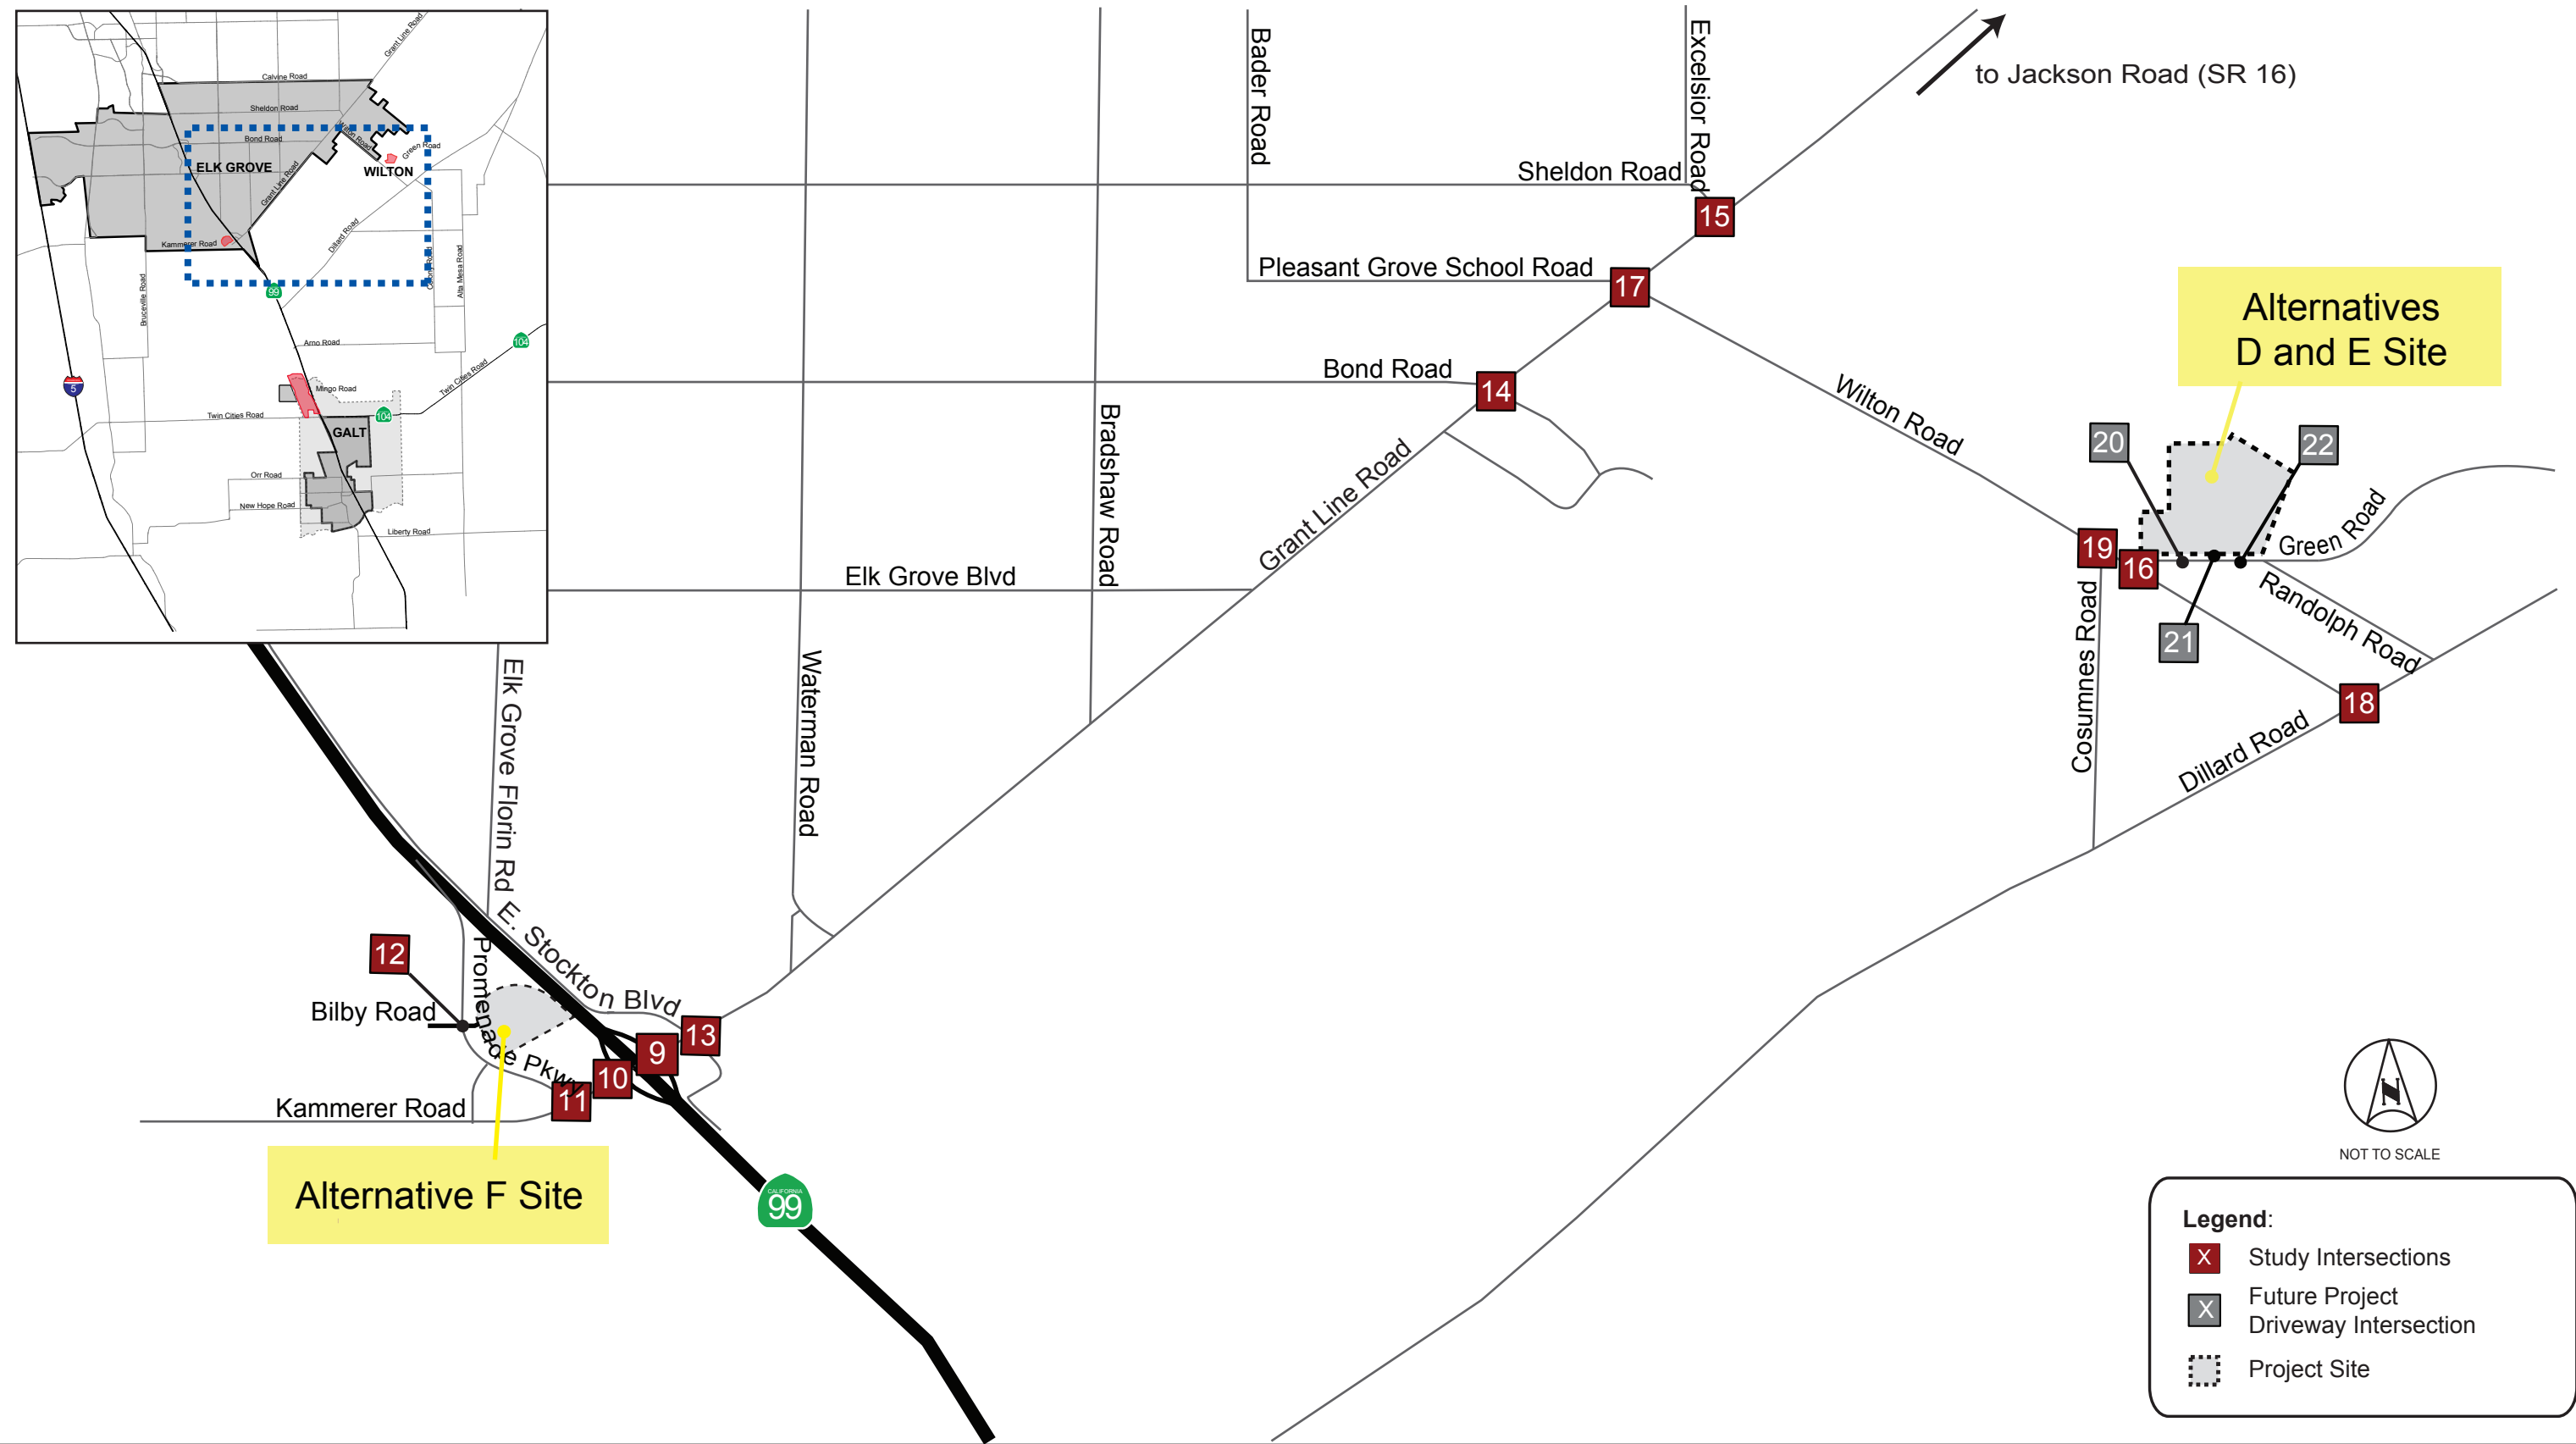 Grant Line Road
Calvine Road
Sheldon Road
Bond Road
Wilton Road
Green Road
ELK GROVE
WILTON
Grant Line Road
Dillard Road
Kammerer Road
Bruceville Road
Alta Mesa Road
99
Arno Road
104
5
Mingo Road
Twin Cities Road
Twin Cities Road
104
GALT
Orr Road
New Hope Road
Liberty Road
Bader Road
Excelsior Road
to Jackson Road (SR 16)
Sheldon Road
15
Pleasant Grove School Road
17
Alternatives
D and E Site
Bond Road
14
Wilton Road
Bradshaw Road
Grant Line Road
20
22
19
16
Green Road
Elk Grove Blvd
Randolph Road
Cosumnes Road
21
18
Dillard Road
Elk Grove Florin Rd
Waterman Road
E. Stockton Blvd
12
Promenade Pkwy
Bilby Road
13
9
10
11
Kammerer Road
Alternative F Site
CALIFORNIA
99
N
NOT TO SCALE
Legend:
X Study Intersections
X Future Project
Driveway Intersection
Project Site